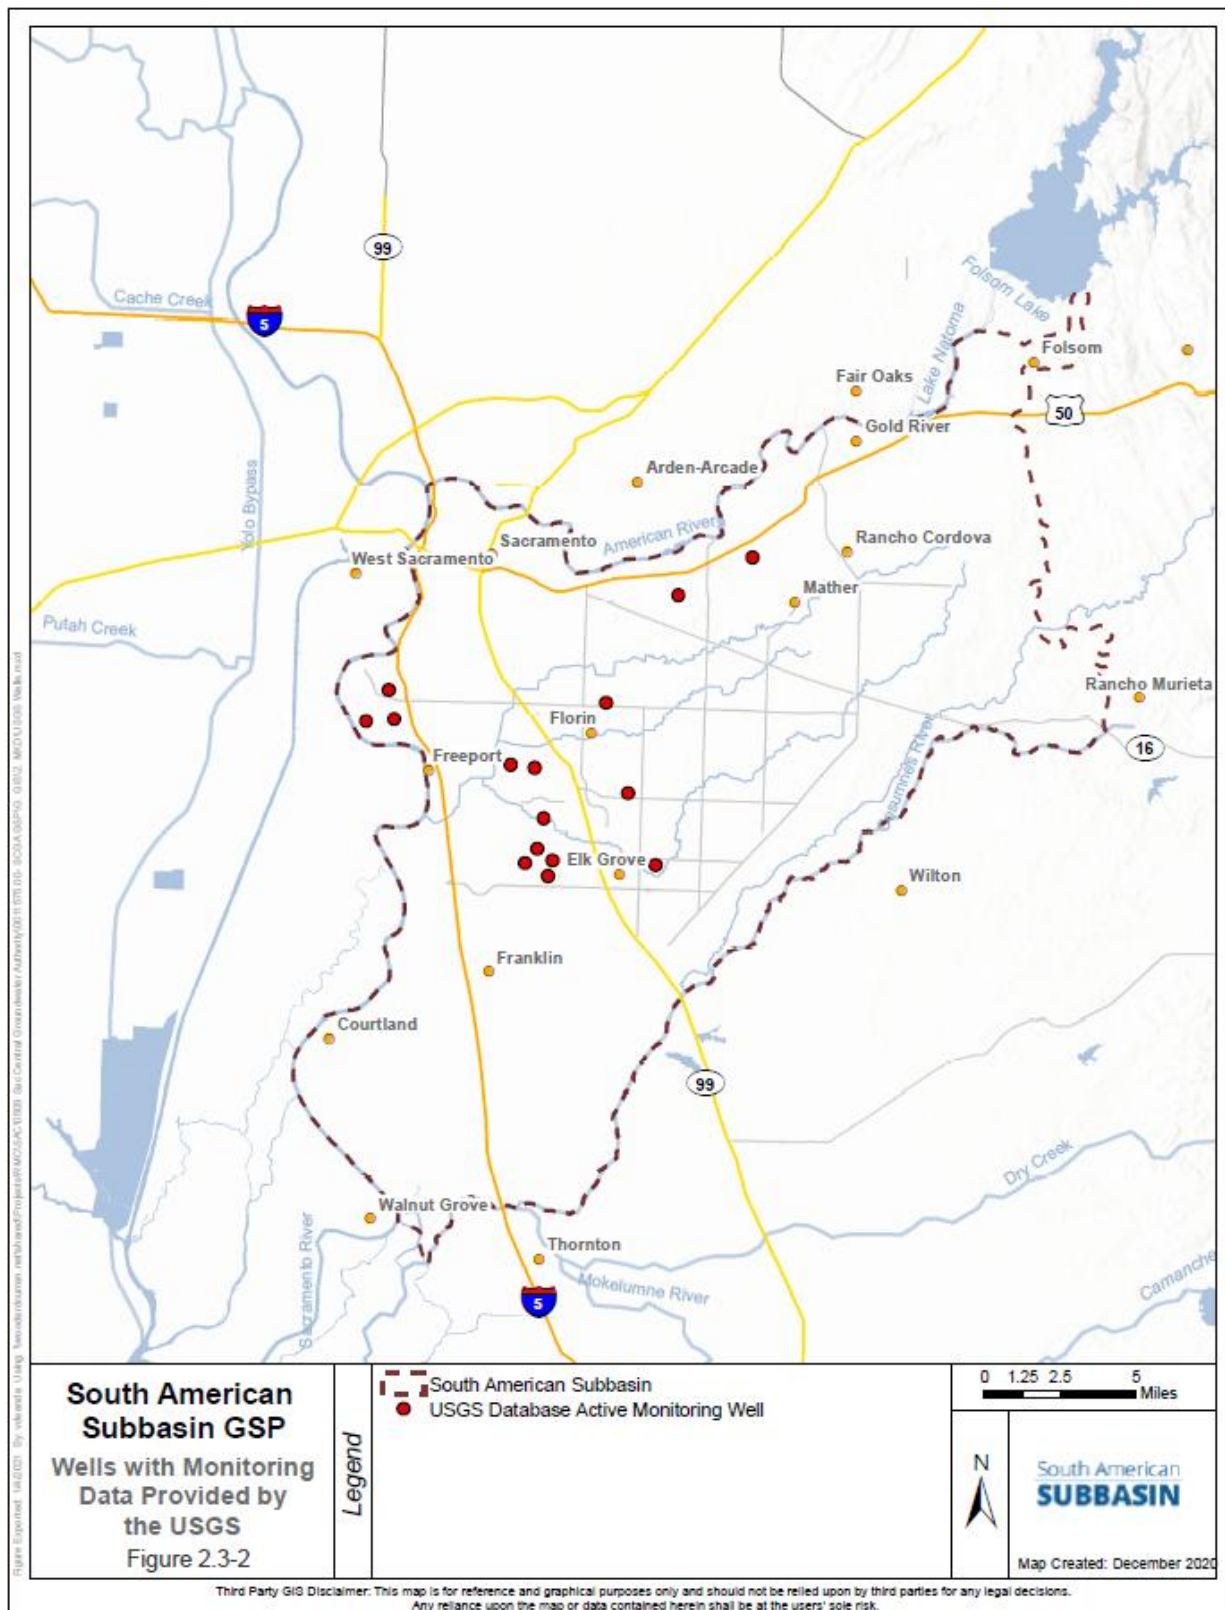 99
Cache Creek
5
Folsom Lake
Lake Natoma
Folsom
Fair Oaks
50
Gold River
Arden-Arcade
Yolo Bypass
American River
Sacramento
Rancho Cordova
West Sacramento
Mather
Putah Creek
Rancho Murieta
Florin
16
Freeport
Cosumnes River
Elk Grove
Wilton
Franklin
Courtland
99
Dry Creek
Walnut Grove
Sacramento River
Thornton
Mokelumne River
Camanche
5
South American
Subbasin GSP
Wells with Monitoring
Data Provided by
the USGS
Figure 2.3-2
Legend
South American Subbasin
USGS Database Active Monitoring Well
0 1.25 2.5 5
Miles
N
South American
SUBBASIN
Map Created: December 2020
Third Party GIS Disclaimer: This map is for reference and graphical purposes only and should not be relied upon by third parties for any legal decisions.
Any reliance upon the map or data contained herein shall be at the users' sole risk.